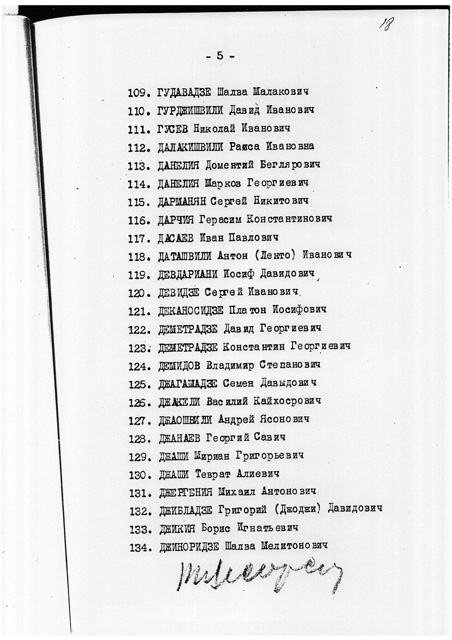 18
- 5 -
109. ГУДАВАДЗЕ Шалва Малакович
110. ГУРДЖИШВИЛИ Давид Иванович
111. ГУСЕВ Николай Иванович
112. ДАЛАКИШВИЛИ Раиса Ивановна
113. ДАНЕЛИЯ Доментий Беглярович
114. ДАНЕЛИЯ Марков Георгиевич
115. ДАРМАНЯН Сергей Никитович
116. ДАРЧИЯ Герасим Константинович
117. ДАСАЕВ Иван Павлович
118. ДАТАШВИЛИ Антон (Ленто) Иванович
119. ДЕВДАРИАНИ Иосиф Давидович
120. ДЕВИДЗЕ Сергей Иванович
121. ДЕКАНОСИДЗЕ Платон Иосифович
122. ДЕМЕТРАДЗЕ Давид Георгиевич
123. ДЕМЕТРАДЗЕ Константин Георгиевич
124. ДЕМИДОВ Владимир Степанович
125. ДЖАГАМАДЗЕ Семен Давыдович
126. ДЖАКЕЛИ Василий Кайхосрович
127. ДЖАОШВИЛИ Андрей Ясонович
128. ДЖАНАЕВ Георгий Савич
129. ДЖАШИ Мириан Григорьевич
130. ДЖАШИ Теврат Алиевич
131. ДЖЕРГЕНИЯ Михаил Антонович
132. ДЖИБЛАДЗЕ Григорий (Джоджи) Давидович
133. ДЖИКИЯ Борис Игнатьевич
134. ДЖИНОРИДЗЕ Шалва Мелитонович